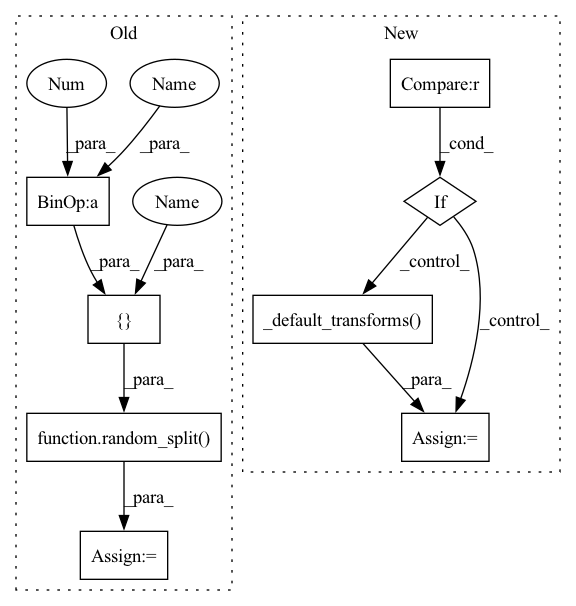 Old
New
Num
Name
Compare:r
_para_
_para_
_cond_
BinOp:a
Name
If
_para_
_para_
_control_
{}
_default_transforms()
_control_
_para_
_para_
function.random_split()
Assign:=
_para_
Assign:=